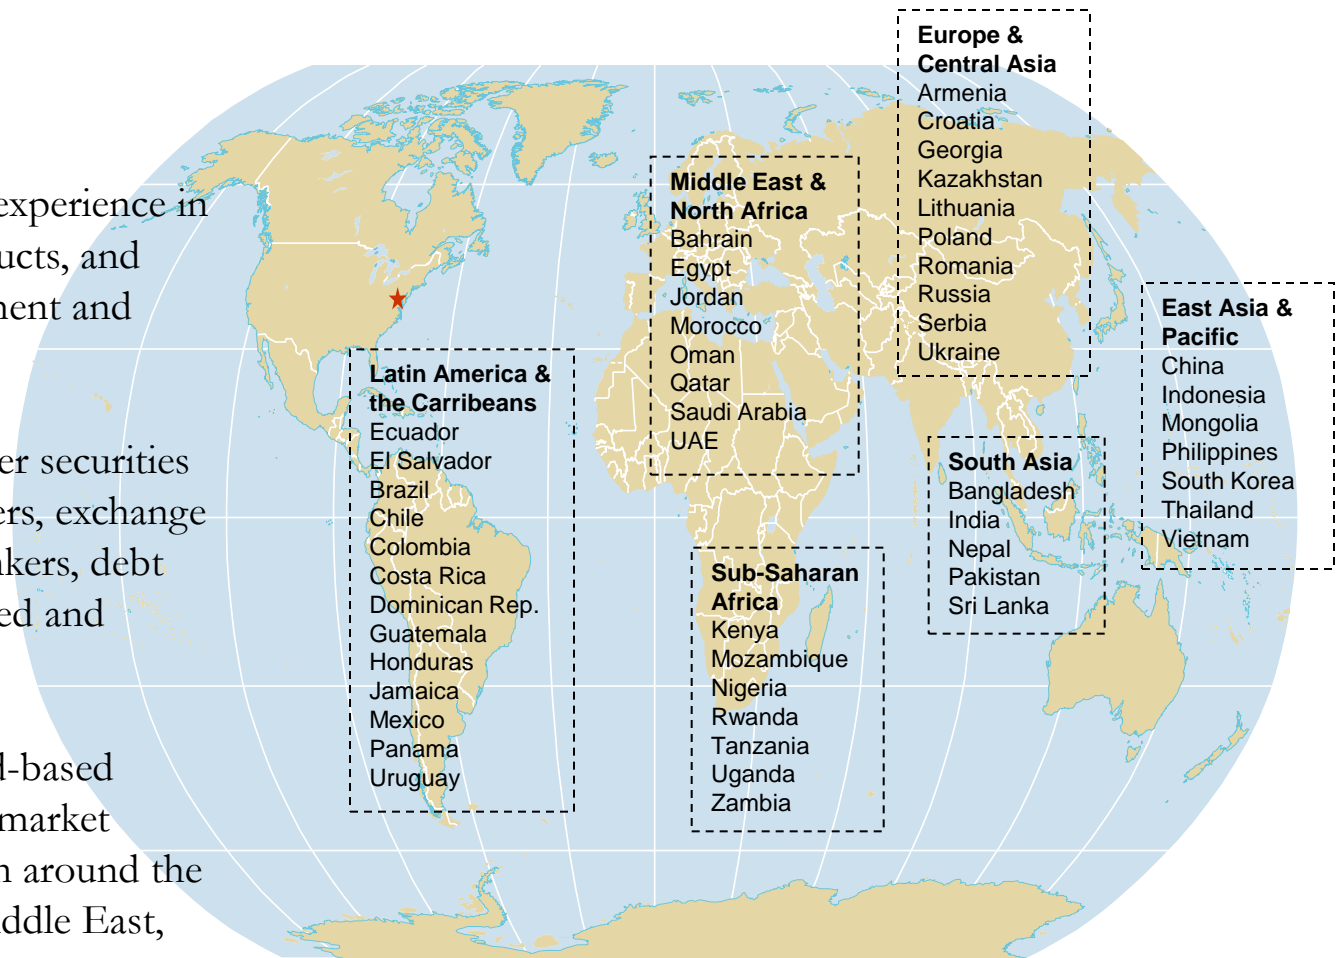 experience in
ucts, and
nent and
er securities
ers, exchange
nkers, debt
ed and
d-based
market
n around the
iddle East,
Latin America &
the Carribeans
Ecuador
El Salvador
Brazil
Chile
Colombia
Costa Rica
Dominican Rep.
Guatemala
Honduras
Jamaica
Mexico
Panama
Uruguay
Middle East &
North Africa
Bahrain
Egypt
Jordan
Morocco
Oman
Qatar
Saudi Arabia
UAE
Sub-Saharan
Africa
Kenya
Mozambique
Nigeria
Rwanda
Tanzania
Uganda
Zambia
Europe &
Central Asia
Armenia
Croatia
Georgia
Kazakhstan
Lithuania
Poland
Romania
Russia
Serbia
Ukraine
South Asia
Bangladesh
India
Nepal
Pakistan
Sri Lanka
East Asia &
Pacific
China
Indonesia
Mongolia
Philippines
South Korea
Thailand
Vietnam